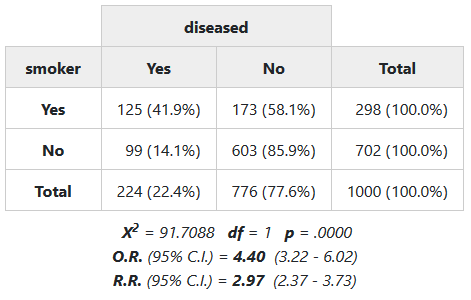 diseased
smoker Yes No Total
Yes 125 (41.9%) 173 (58.1%) 298 (100.0%)
No 99 (14.1%) 603 (85.9%) 702 (100.0%)
Total 224 (22.4%) 776 (77.6%) 1000 (100.0%)
X² = 91.7088 df = 1 p = .0000
O.R. (95% C.I.) = 4.40 (3.22 - 6.02)
R.R. (95% C.I.) = 2.97 (2.37 - 3.73)